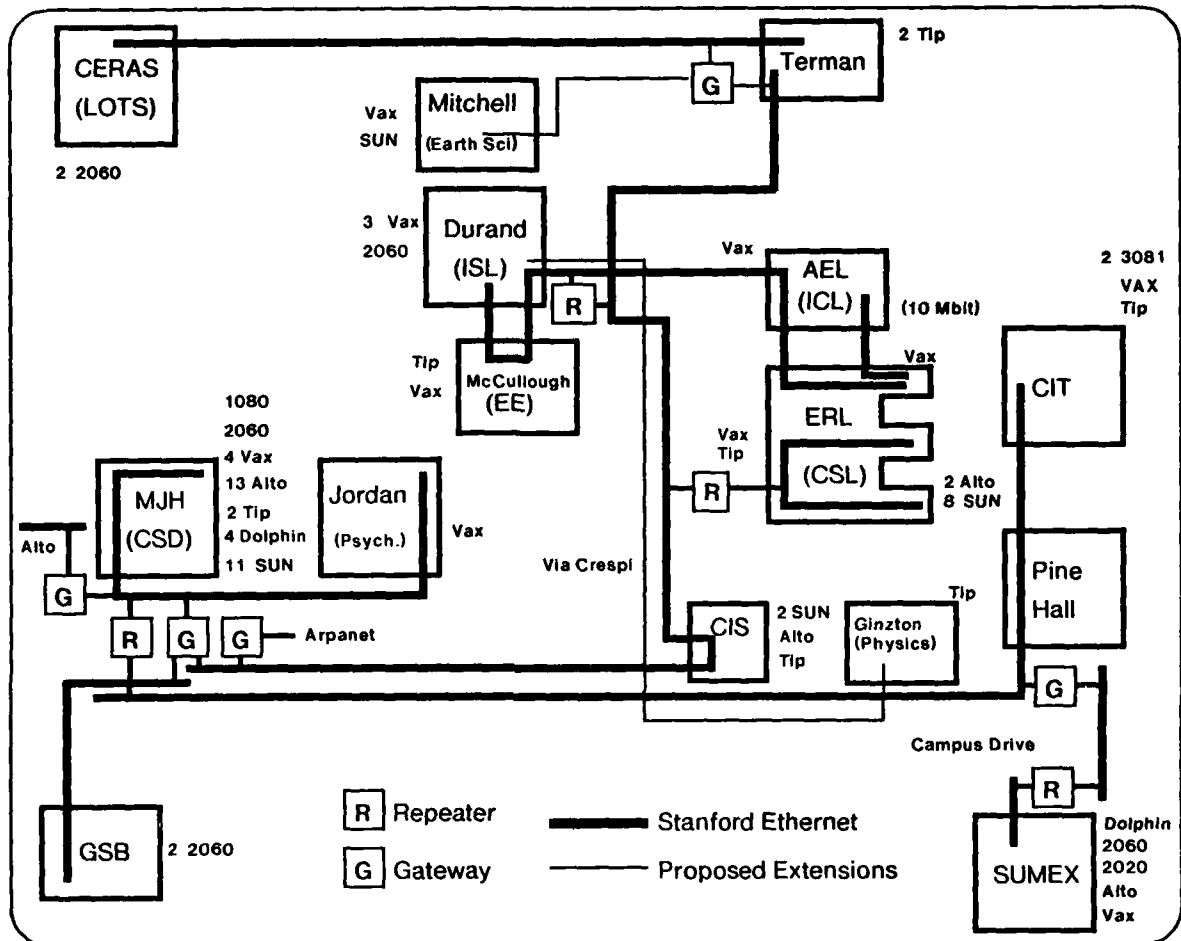 CERAS
(LOTS)
2 2060
Terman
2 Tip
G
Mitchell
(Earth Sci)
Vax
SUN
Durand
(ISL)
3 Vax
2060
R
Vax
AEL
(ICL)
(10 Mbit)
2 3081
VAX
Tip
McCullough
(EE)
Tip
Vax
Vax
ERL
(CSL)
Vax
Tip
R
2 Alto
8 SUN
CIT
1080
2060
4 Vax
13 Alto
2 Tip
4 Dolphin
11 SUN
MJH
(CSD)
Jordan
(Psych.)
Vax
Alto
G
R
G
G
Arpanet
Via Crespi
CIS
2 SUN
Alto
Tip
Tip
Ginzton
(Physics)
Pine
Hall
G
Campus Drive
R
GSB
2 2060
R Repeater
G Gateway
Stanford Ethernet
Proposed Extensions
SUMEX
Dolphin
2060
2020
Alto
Vax